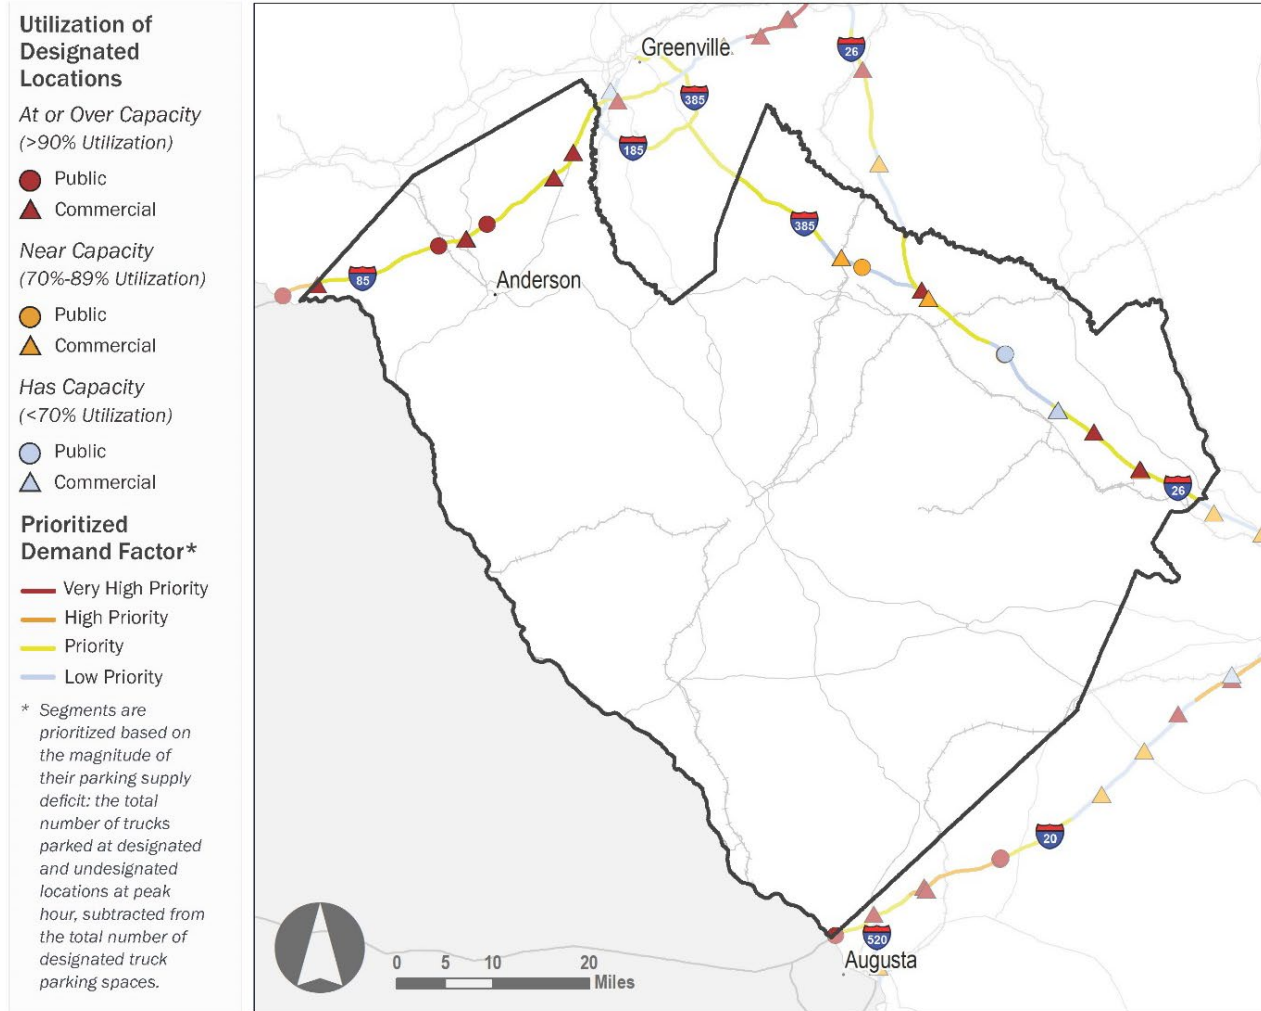 Utilization of
Designated
Locations
At or Over Capacity
(>90% Utilization)
Public
Commercial
Near Capacity
(70%-89% Utilization)
Public
Commercial
Has Capacity
(<70% Utilization)
Public
Commercial
Prioritized
Demand Factor*
Very High Priority
High Priority
Priority
Low Priority
* Segments are
prioritized based on
the magnitude of
their parking supply
deficit: the total
number of trucks
parked at designated
and undesignated
locations at peak
hour, subtracted from
the total number of
designated truck
parking spaces.
Greenville
26
385
185
385
85
Anderson
26
20
520
Augusta
0 5 10 20
Miles